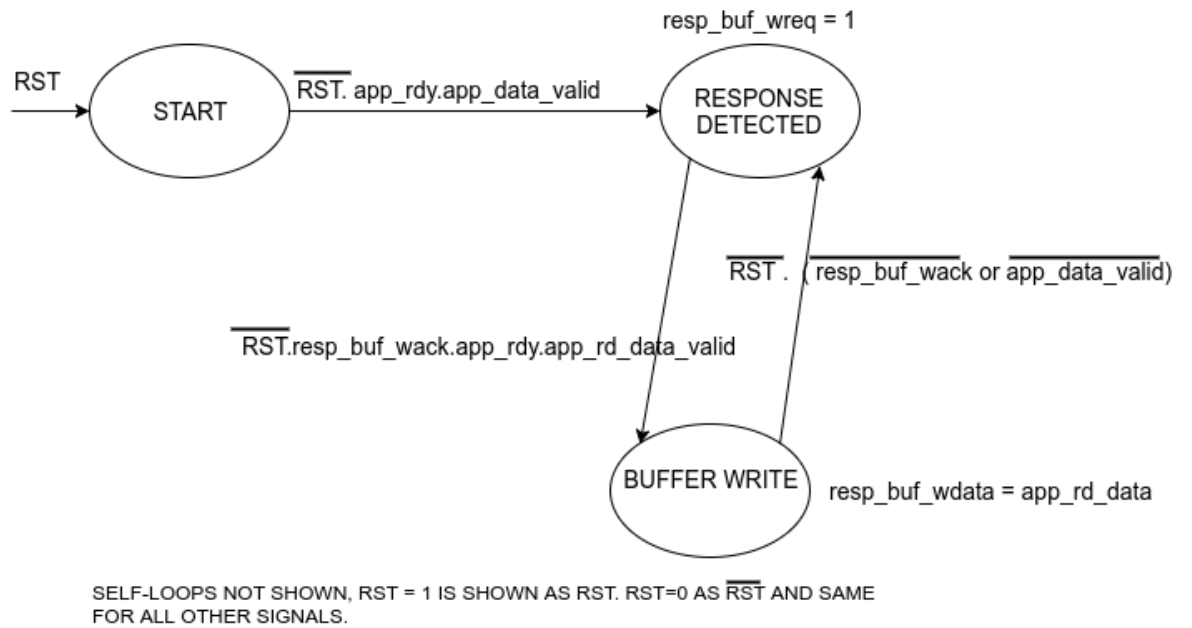 resp_buf_wreq = 1
RST
START
RST. app_rdy.app_data_valid
RESPONSE
DETECTED
RST . ( resp_buf_wack or app_data_valid)
RST.resp_buf_wack.app_rdy.app_rd_data_valid
BUFFER WRITE
resp_buf_wdata = app_rd_data
SELF-LOOPS NOT SHOWN, RST = 1 IS SHOWN AS RST. RST=0 AS RST AND SAME
FOR ALL OTHER SIGNALS.